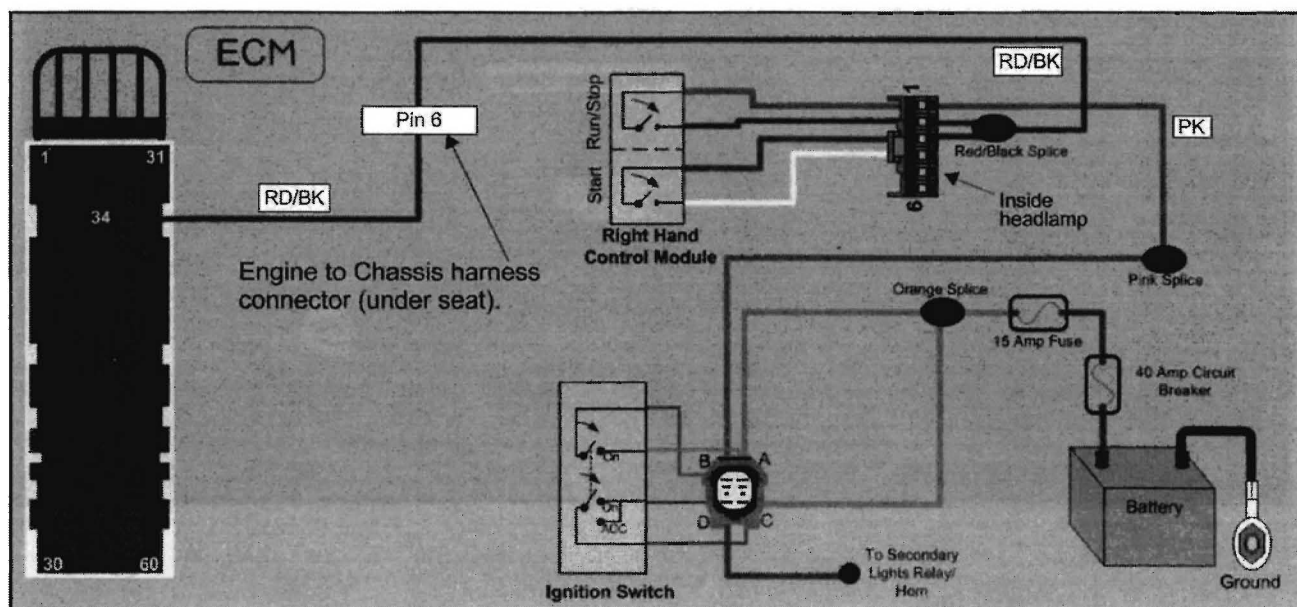 ECM
1 31
34
30 60
RD/BK
Pin 6
Engine to Chassis harness
connector (under seat).
RD/BK
Run/Stop
Start
Right Hand
Control Module
1
6
Red/Black Splice
Inside
headlamp
PK
Pink Splice
Orange Splice
15 Amp Fuse
40 Amp Circuit
Breaker
Battery
Ground
On
On
ACC
Ignition Switch
B A
D C
To Secondary
Lights Relay/
Horn